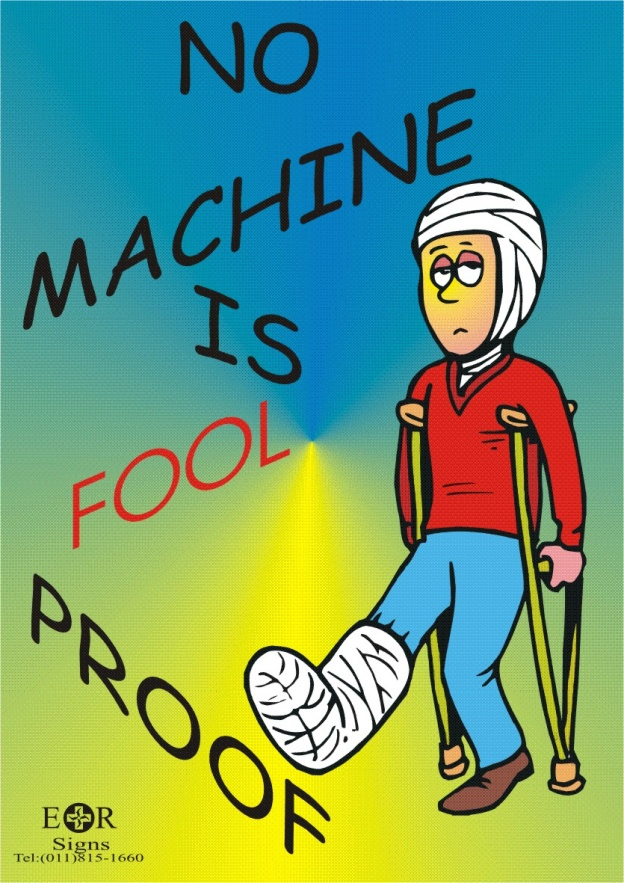 NO
MACHINE
IS
FOOL
PROOF
E R
Signs
Tel:(011)815-1660